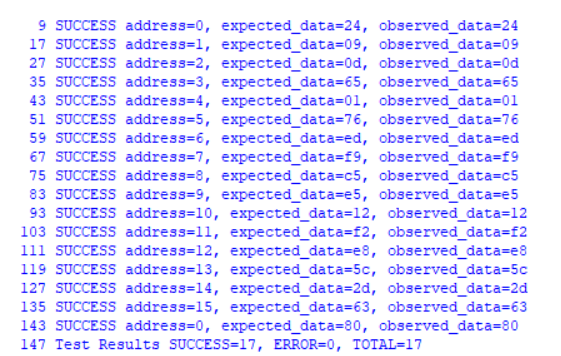 9 SUCCESS address=0, expected_data=24, observed_data=24
17 SUCCESS address=1, expected_data=09, observed_data=09
27 SUCCESS address=2, expected_data=0d, observed_data=0d
35 SUCCESS address=3, expected_data=65, observed_data=65
43 SUCCESS address=4, expected_data=01, observed_data=01
51 SUCCESS address=5, expected_data=76, observed_data=76
59 SUCCESS address=6, expected_data=ed, observed_data=ed
67 SUCCESS address=7, expected_data=f9, observed_data=f9
75 SUCCESS address=8, expected_data=c5, observed_data=c5
83 SUCCESS address=9, expected_data=e5, observed_data=e5
93 SUCCESS address=10, expected_data=12, observed_data=12
103 SUCCESS address=11, expected_data=f2, observed_data=f2
111 SUCCESS address=12, expected_data=e8, observed_data=e8
119 SUCCESS address=13, expected_data=5c, observed_data=5c
127 SUCCESS address=14, expected_data=2d, observed_data=2d
135 SUCCESS address=15, expected_data=63, observed_data=63
143 SUCCESS address=0, expected_data=80, observed_data=80
147 Test Results SUCCESS=17, ERROR=0, TOTAL=17